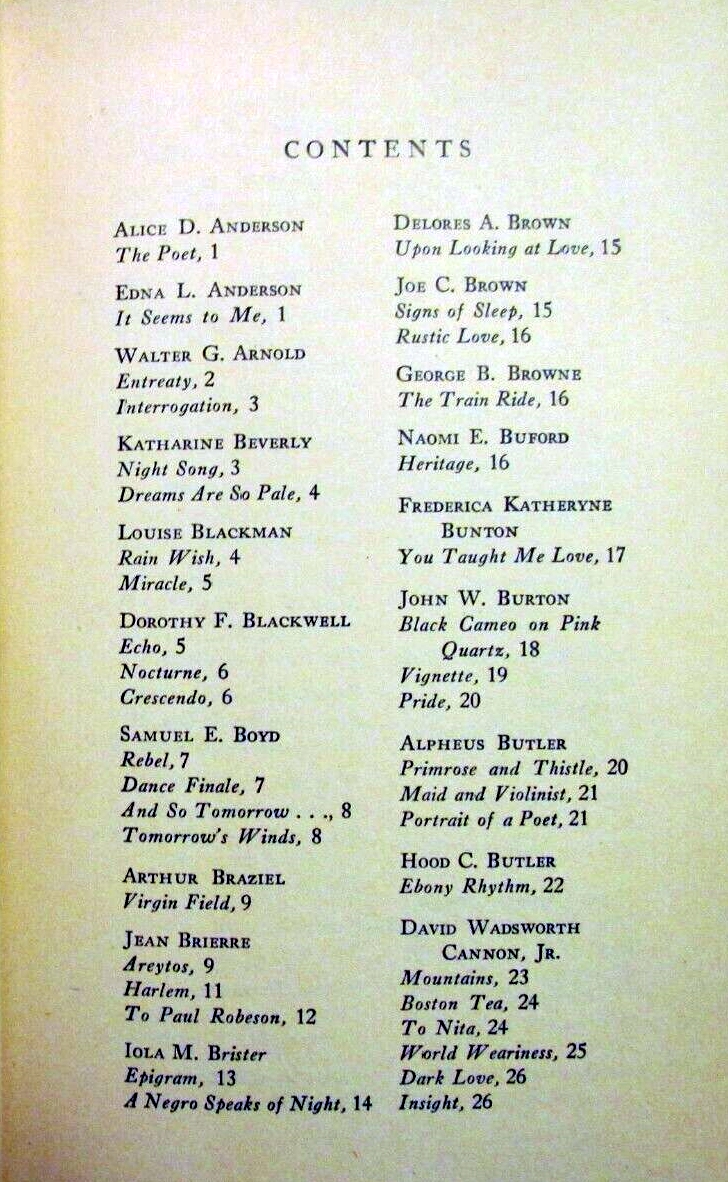 CONTENTS
ALICE D. ANDERSON
The Poet, 1
EDNA L. ANDERSON
It Seems to Me, 1
WALTER G. ARNOLD
Entreaty, 2
Interrogation, 3
KATHARINE BEVERLY
Night Song, 3
Dreams Are So Pale, 4
LOUISE BLACKMAN
Rain Wish, 4
Miracle, 5
DOROTHY F. BLACKWELL
Echo, 5
Nocturne, 6
Crescendo, 6
SAMUEL E. BOYD
Rebel, 7
Dance Finale, 7
And So Tomorrow . . ., 8
Tomorrow's Winds, 8
ARTHUR BRAZIEL
Virgin Field, 9
JEAN BRIERRE
Areytos, 9
Harlem, 11
To Paul Robeson, 12
IOLA M. Brister
Epigram, 13
A Negro Speaks of Night, 14
DELORES A. BROWN
Upon Looking at Love, 15
JOE C. BROWN
Signs of Sleep, 15
Rustic Love, 16
GEORGE B. BROWNE
The Train Ride, 16
NAOMI E. BUFORD
Heritage, 16
FREDERICA KATHERYNE
BUNTON
You Taught Me Love, 17
JOHN W. BURTON
Black Cameo on Pink
Quartz, 18
Vignette, 19
Pride, 20
ALPHEUS BUTLER
Primrose and Thistle, 20
Maid and Violinist, 21
Portrait of a Poet, 21
HOOD C. BUTLER
Ebony Rhythm, 22
DAVID WADSWORTH
CANNON, JR.
Mountains, 23
Boston Tea, 24
To Nita, 24
World Weariness, 25
Dark Love, 26
Insight, 26